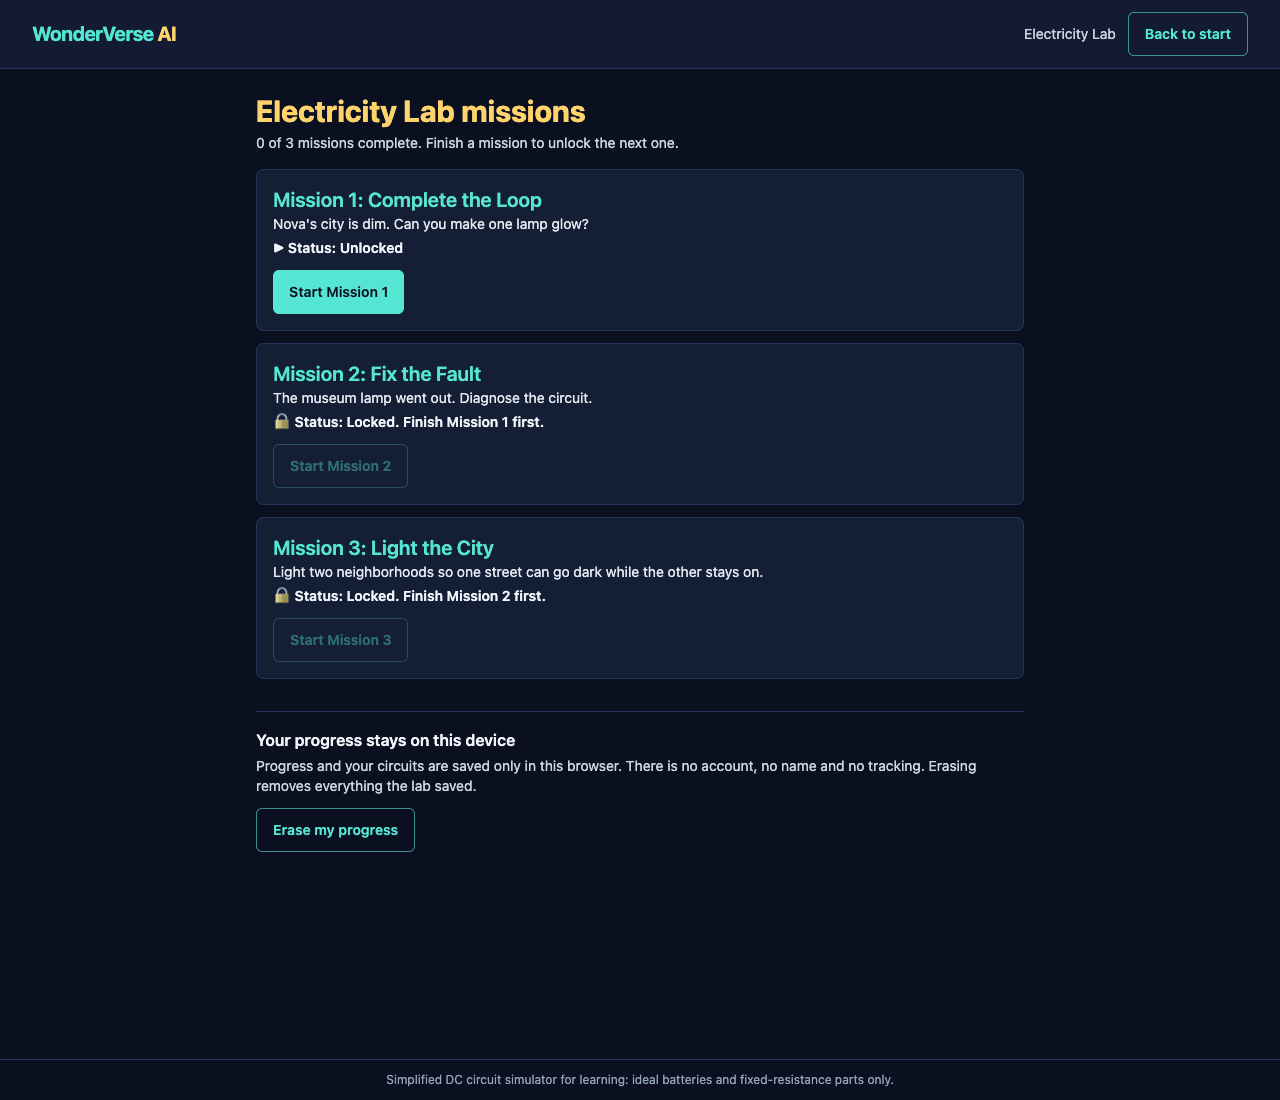 WonderVerse AI
Electricity Lab
Back to start
Electricity Lab missions
0 of 3 missions complete. Finish a mission to unlock the next one.
Mission 1: Complete the Loop
Nova's city is dim. Can you make one lamp glow?
▶ Status: Unlocked
Start Mission 1
Mission 2: Fix the Fault
The museum lamp went out. Diagnose the circuit.
🔒 Status: Locked. Finish Mission 1 first.
Start Mission 2
Mission 3: Light the City
Light two neighborhoods so one street can go dark while the other stays on.
🔒 Status: Locked. Finish Mission 2 first.
Start Mission 3
Your progress stays on this device
Progress and your circuits are saved only in this browser. There is no account, no name and no tracking. Erasing
removes everything the lab saved.
Erase my progress
Simplified DC circuit simulator for learning: ideal batteries and fixed-resistance parts only.